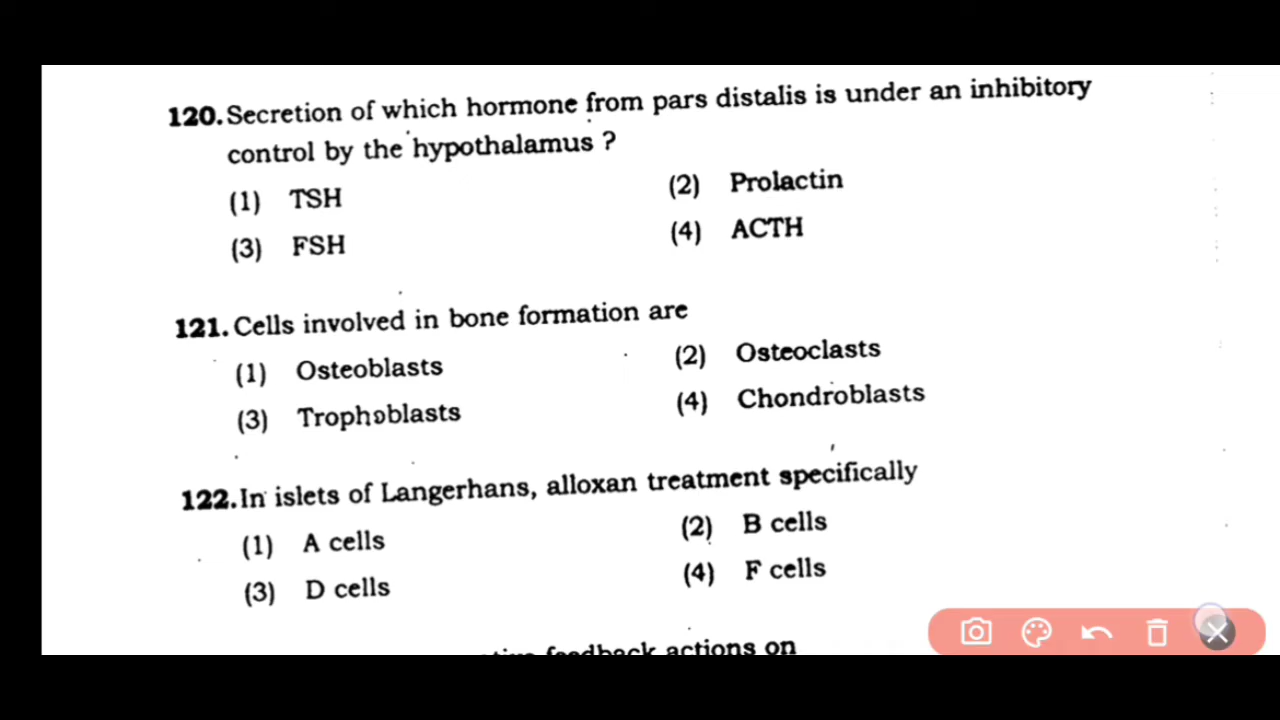 120. Secretion of which hormone from pars distalis is under an inhibitory
control by the hypothalamus ?
(1) TSH (2) Prolactin
(3) FSH (4) ACTH
121. Cells involved in bone formation are
(1) Osteoblasts (2) Osteoclasts
(3) Trophoblasts (4) Chondroblasts
122. In islets of Langerhans, alloxan treatment specifically
(1) A cells (2) B cells
(3) D cells (4) F cells
feedback actions on